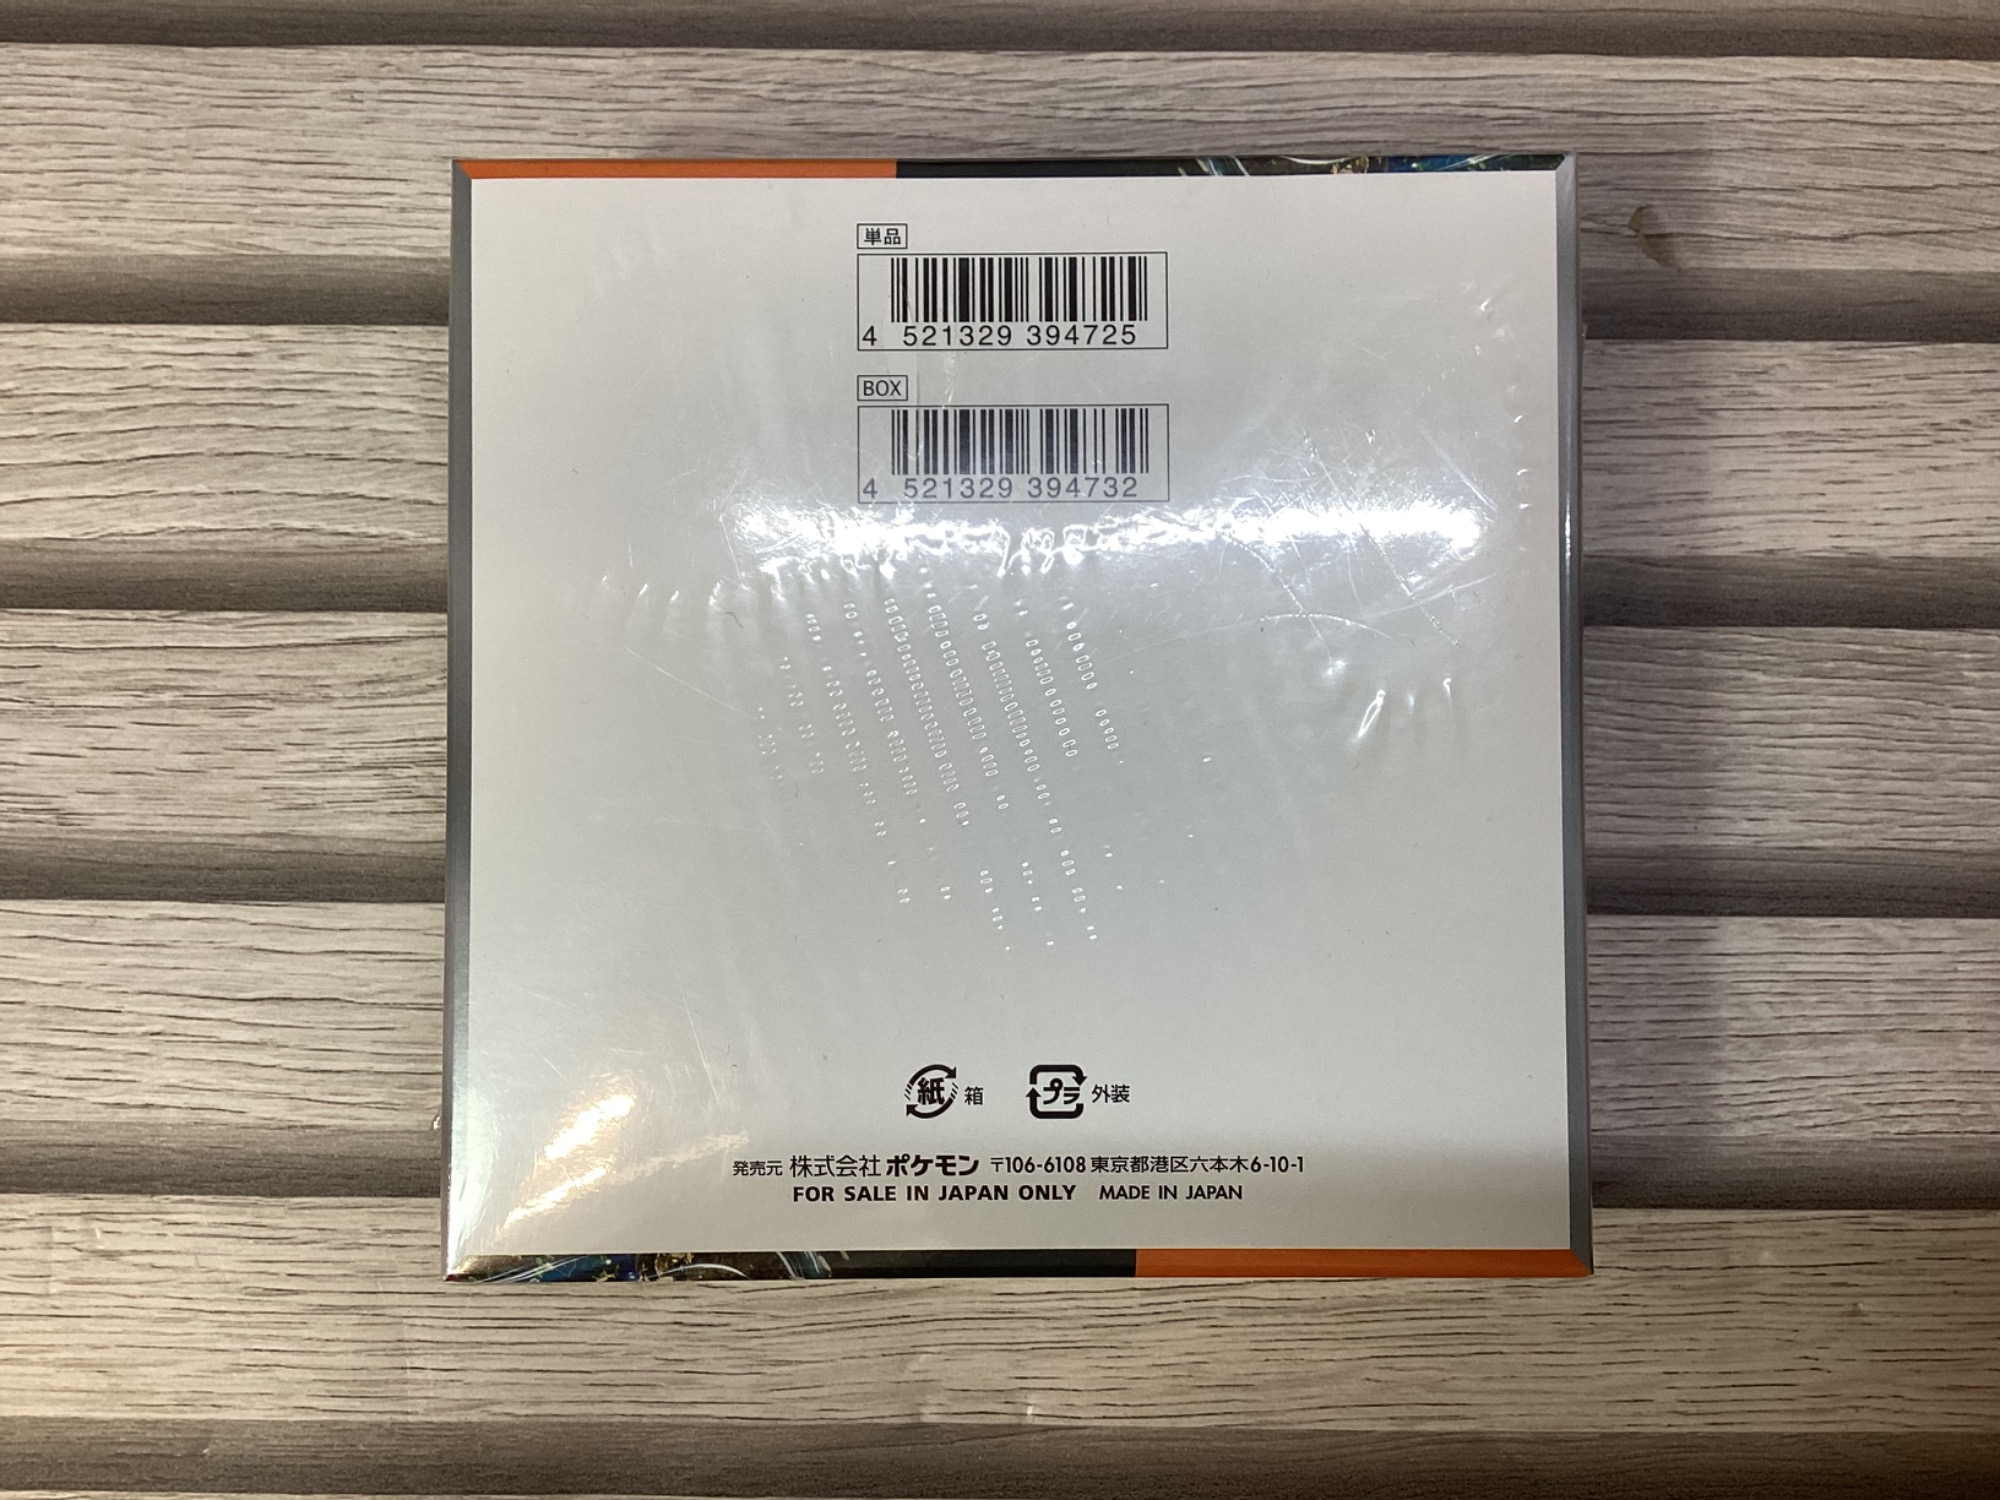 単品
4 521329 394725
BOX
4 521329 394732
紙 箱 プラ 外装
発売元 株式会社 ポケモン 〒106-6108 東京都港区六本木6-10-1
FOR SALE IN JAPAN ONLY MADE IN JAPAN